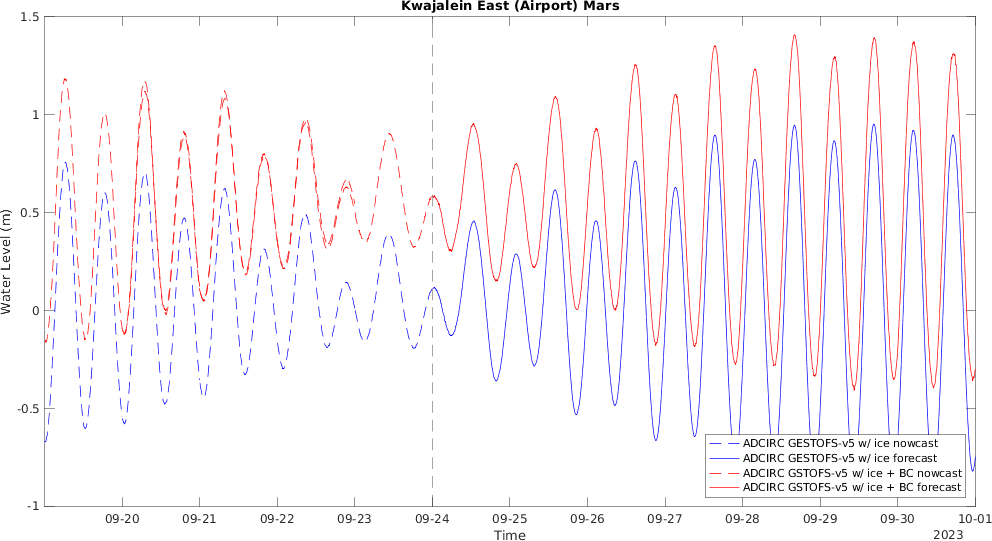 Kwajalein East (Airport) Mars
1.5
1
0.5
0
-0.5
-1
Water Level (m)
ADCIRC GESTOFS-v5 w/ ice nowcast
ADCIRC GESTOFS-v5 w/ ice forecast
ADCIRC GSTOFS-v5 w/ ice + BC nowcast
ADCIRC GSTOFS-v5 w/ ice + BC forecast
09-20 09-21 09-22 09-23 09-24 09-25 09-26 09-27 09-28 09-29 09-30 10-01
Time
2023